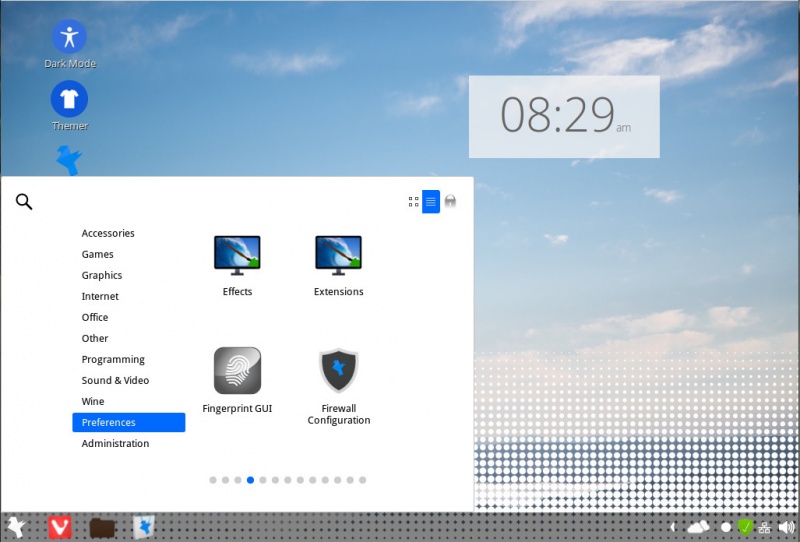 Dark Mode
Themer
08:29 am
Accessories
Games
Graphics
Internet
Office
Other
Programming
Sound & Video
Wine
Preferences
Administration
Effects
Extensions
Fingerprint GUI
Firewall
Configuration